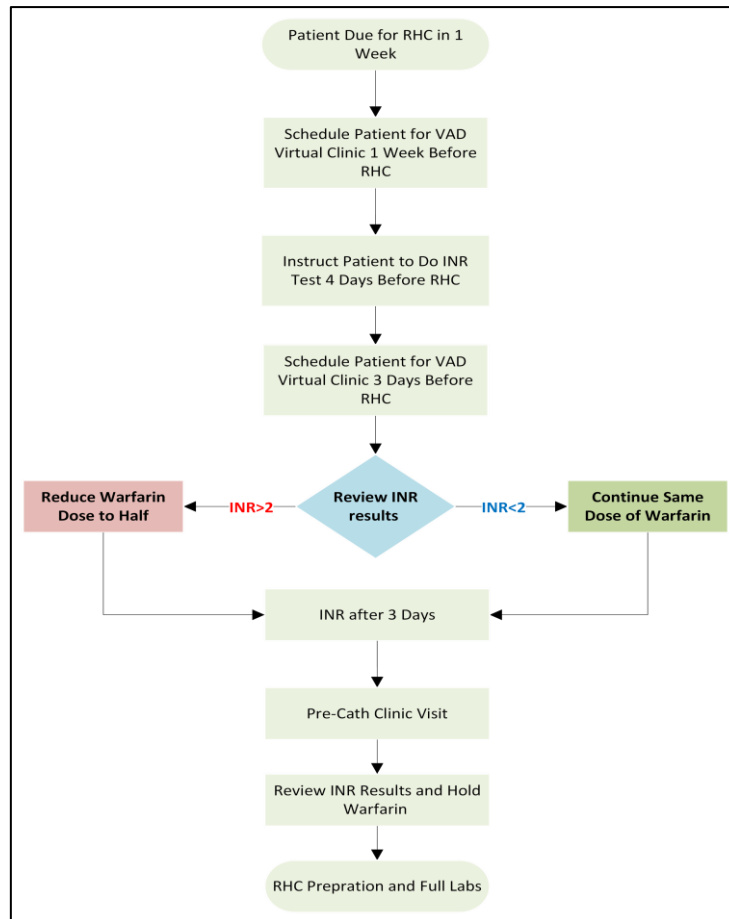 Patient Due for RHC in 1
Week
Schedule Patient for VAD
Virtual Clinic 1 Week Before
RHC
Instruct Patient to Do INR
Test 4 Days Before RHC
Schedule Patient for VAD
Virtual Clinic 3 Days Before
RHC
Reduce Warfarin
Dose to Half
INR>2
Review INR
results
INR<2
Continue Same
Dose of Warfarin
INR after 3 Days
Pre-Cath Clinic Visit
Review INR Results and Hold
Warfarin
RHC Prepration and Full Labs